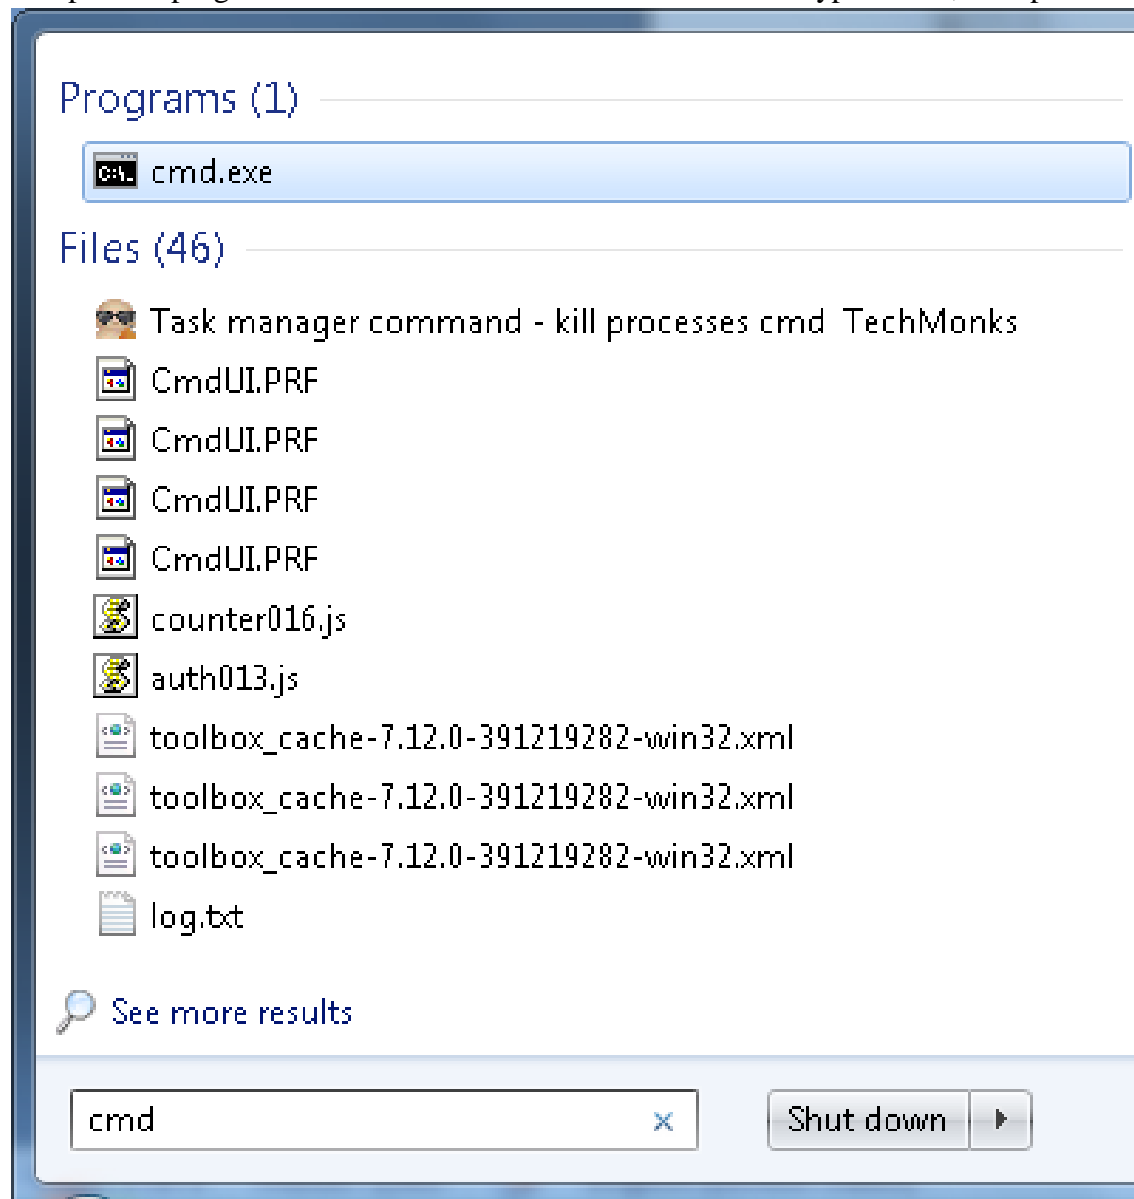 Programs (1)
C:\.
cmd.exe
Files (46)
Task manager command - kill processes cmd TechMonks
CmdUI.PRF
CmdUI.PRF
CmdUI.PRF
CmdUI.PRF
counter016.js
auth013.js
toolbox_cache-7.12.0-391219282-win32.xml
toolbox_cache-7.12.0-391219282-win32.xml
toolbox_cache-7.12.0-391219282-win32.xml
log.txt
See more results
cmd
Shut down